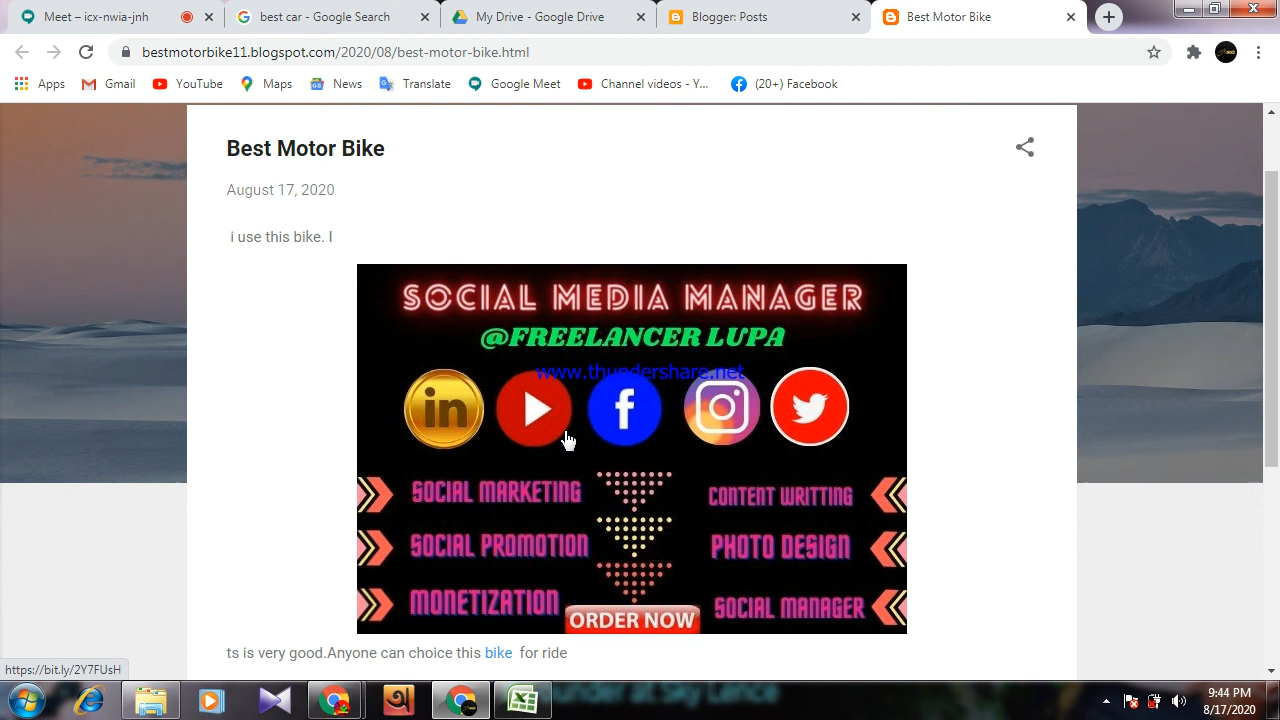 Meet – icx-nwia-jnh
best car - Google Search
My Drive - Google Drive
Blogger Posts
Best Motor Bike
bestmotorbike11.blogspot.com/2020/08/best-motor-bike.html
Apps
Gmail
YouTube
Maps
News
Translate
Google Meet
Channel videos - Y...
(20+) Facebook
Best Motor Bike
August 17, 2020
i use this bike. I
SOCIAL MEDIA MANAGER
@FREELANCER LUPA
www.thundershare.net
in
f
SOCIAL MARKETING
CONTENT WRITTING
SOCIAL PROMOTION
PHOTO DESIGN
MONETIZATION
SOCIAL MANAGER
ORDER NOW
ts is very good.Anyone can choice this bike for ride
https://bit.ly/2Y7FUsH
9:44 PM
8/17/2020